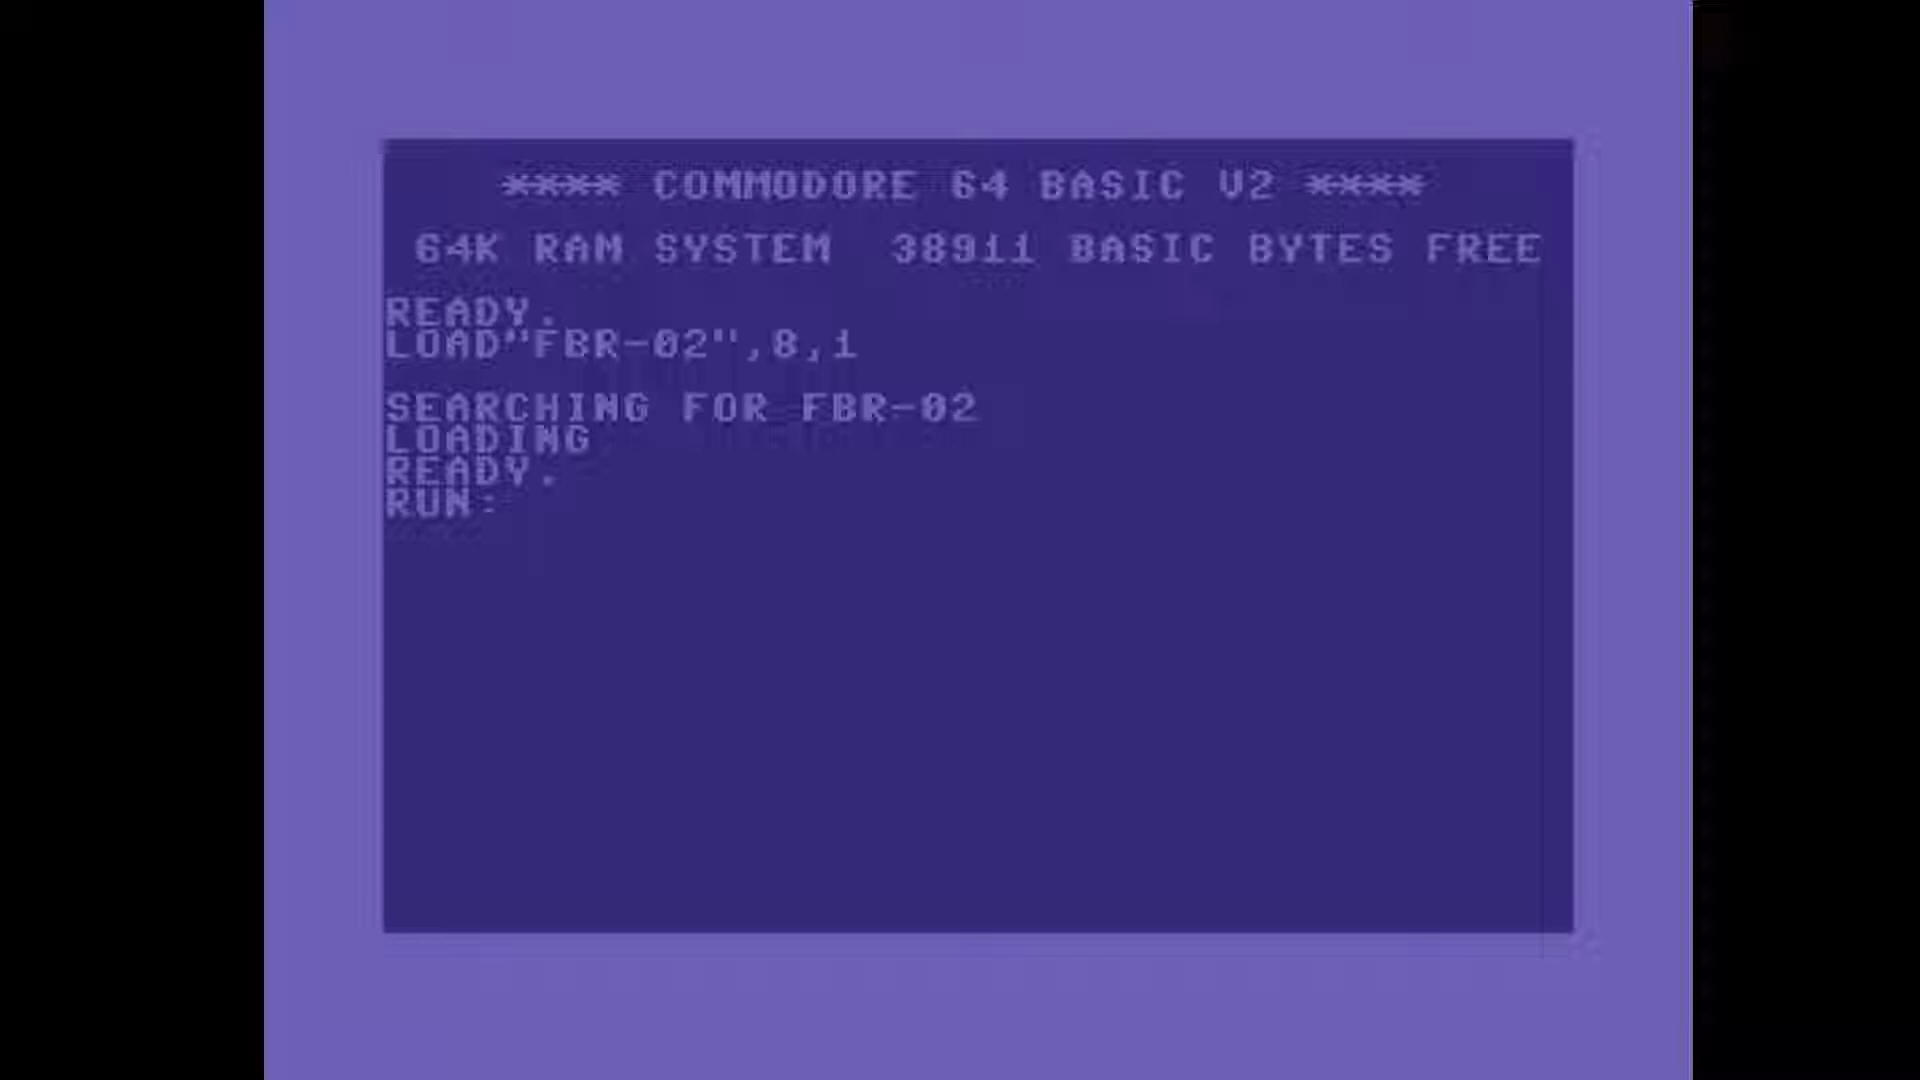 **** COMMODORE 64 BASIC V2 ****
64K RAM SYSTEM  38911 BASIC BYTES FREE
READY.
LOAD"FBR-02",8,1
SEARCHING FOR FBR-02
LOADING
READY.
RUN: